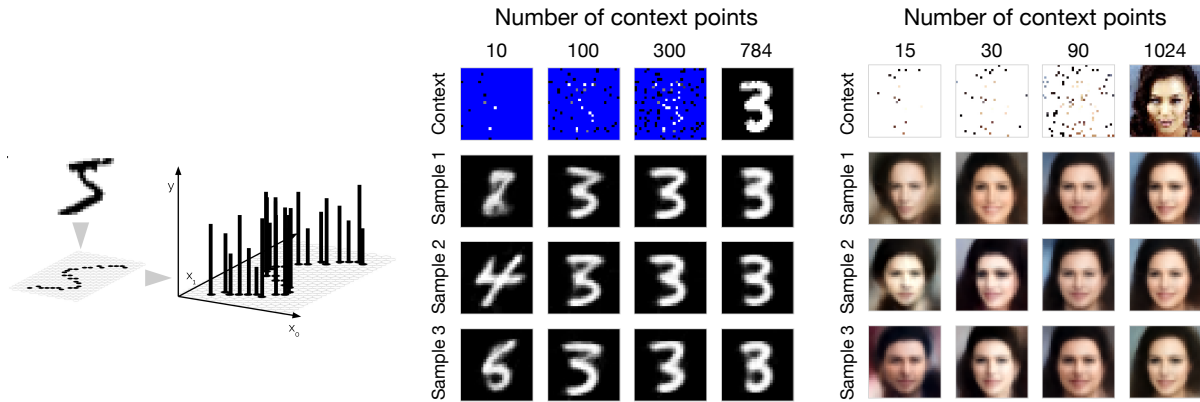 y
x1
x0
Number of context points
10 100 300 784
Context
Sample 1
Sample 2
Sample 3
Number of context points
15 30 90 1024
Context
Sample 1
Sample 2
Sample 3